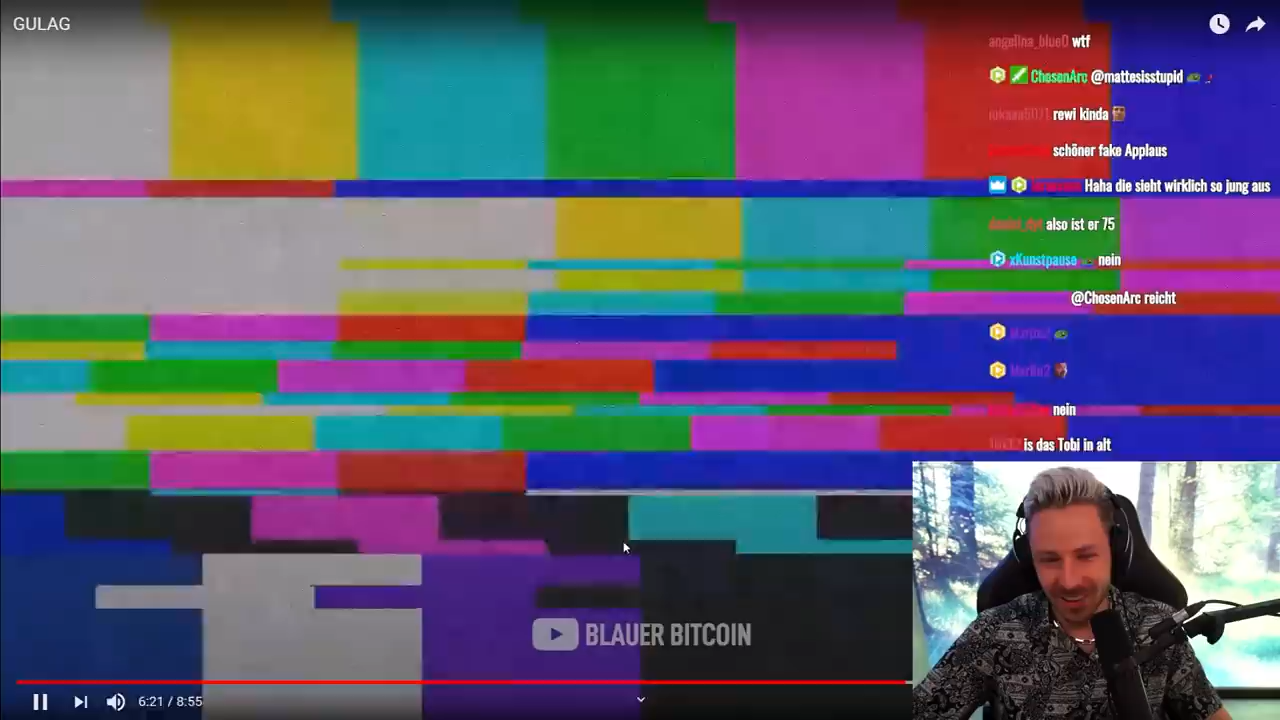 GULAG
angelina_blue0 wtf
ChosenArc @mattesisstupid
rewi kinda
schöner fake Applaus
Haha die sieht wirklich so jung aus
also ist er 75
xKunstpause nein
@ChosenArc reicht
nein
is das Tobi in alt
BLAUER BITCOIN
6:21 / 8:55